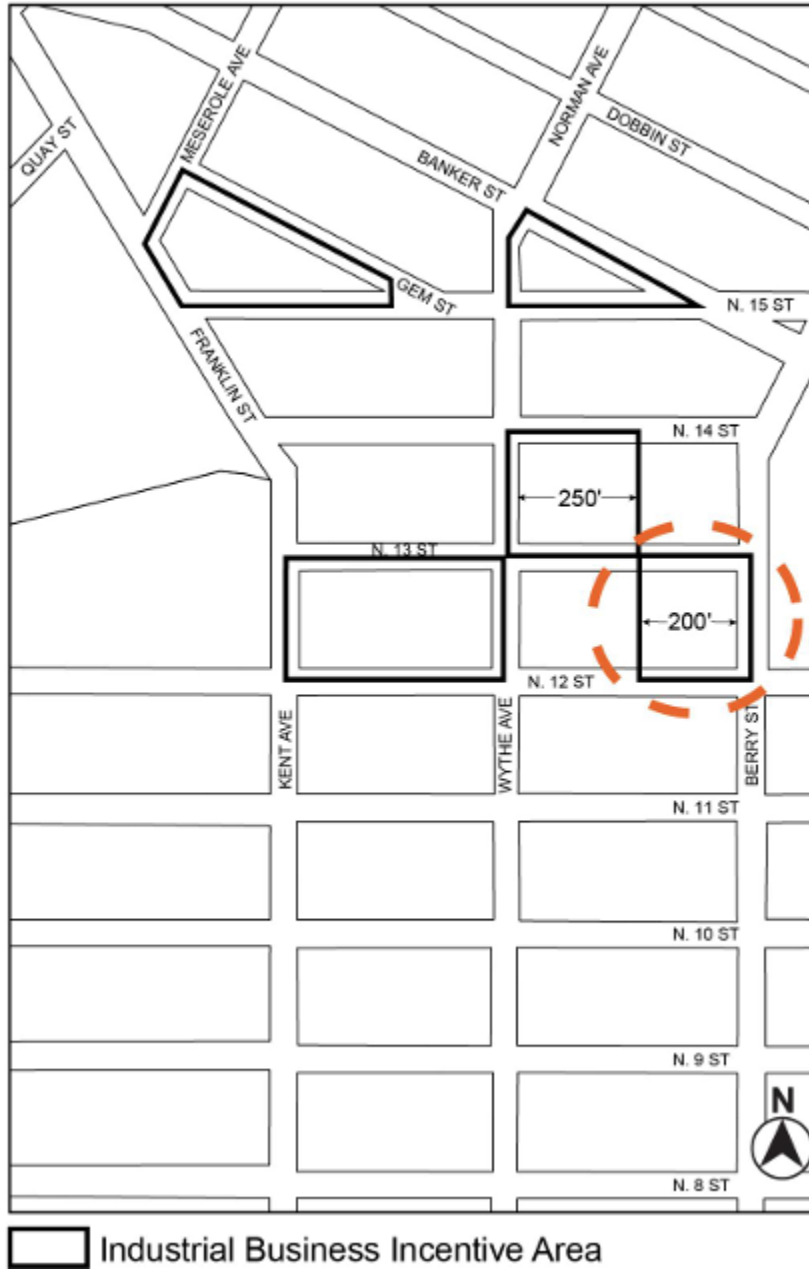 MESEROLE AVE
NORMAN AVE
QUAY ST
DOBBIN ST
BANKER ST
GEM ST
N. 15 ST
FRANKLIN ST
N. 14 ST
250'
N. 13 ST
200'
N. 12 ST
KENT AVE
WYTHE AVE
BERRY ST
N. 11 ST
N. 10 ST
N. 9 ST
N
N. 8 ST
Industrial Business Incentive Area